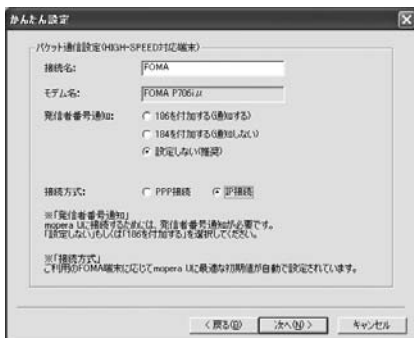 かんたん設定
パケット通信設定(HIGH-SPEED対応端末)
接続名: FOMA
モデム名: FOMA P706iμ
発信者番号通知: 186を付加する(通知する)
184を付加する(通知しない)
設定しない(推奨)
接続方式: PPP接続 IP接続
※「発信者番号通知」
mopera Uに接続するためには、発信者番号通知が必要です。
「設定しない」もしくは「186を付加する」を選択してください。
※「接続方式」
ご利用のFOMA端末に応じてmopera Uに最適な初期値が自動で設定されています。
< 戻る(B) 次へ(N) > キャンセル